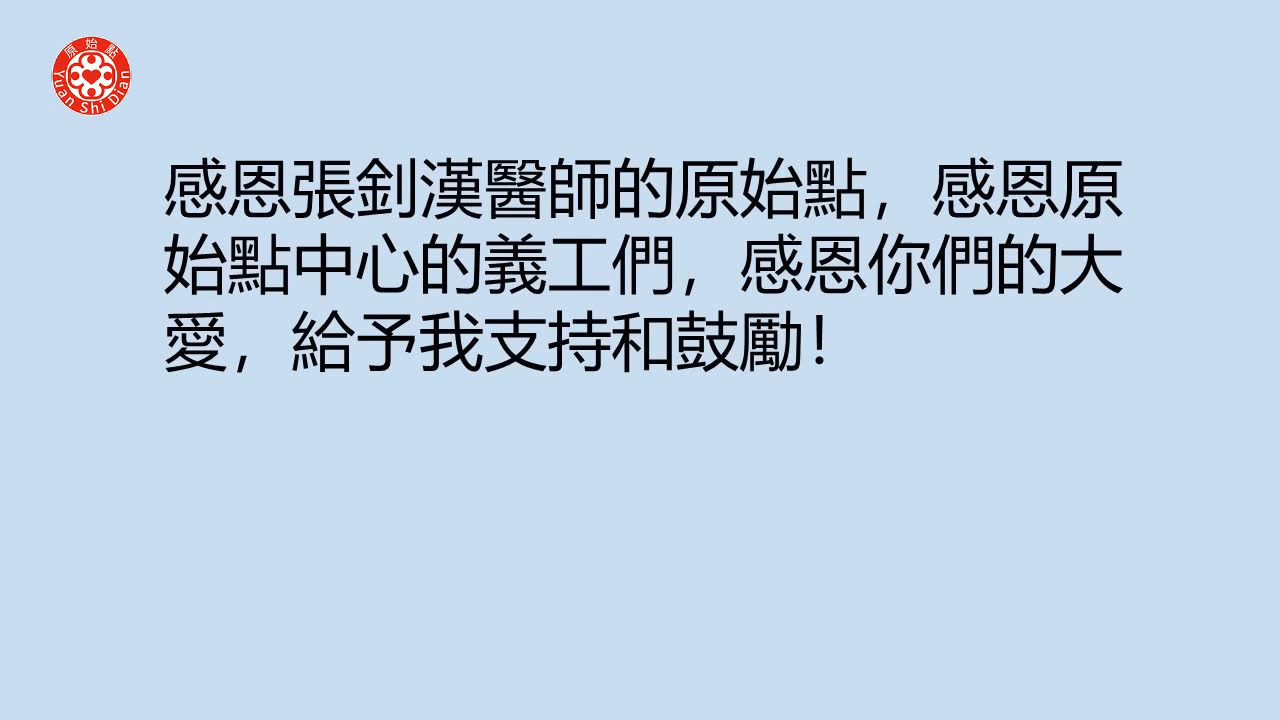 原始點
Yuan Shi Dian
感恩張釗漢醫師的原始點，感恩原
始點中心的義工們，感恩你們的大
愛，給予我支持和鼓勵！